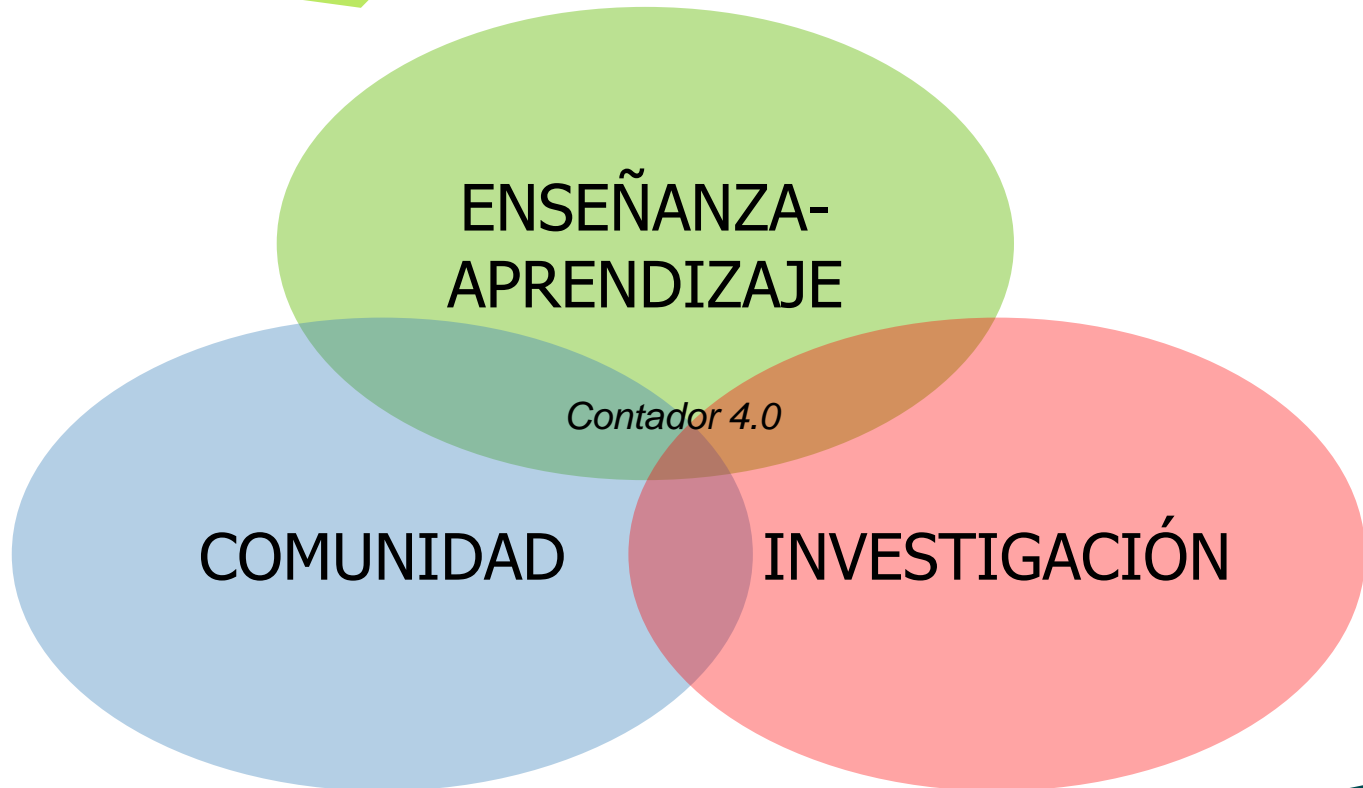 ENSEÑANZA-
APRENDIZAJE
Contador 4.0
COMUNIDAD
INVESTIGACIÓN